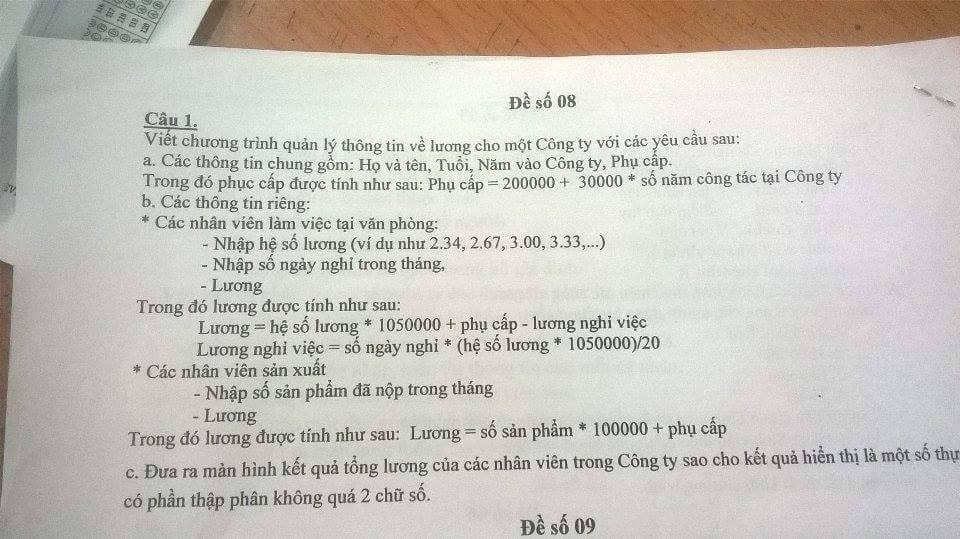 Đề số 08
Câu 1.
Viết chương trình quản lý thông tin về lương cho một Công ty với các yêu cầu sau:
a. Các thông tin chung gồm: Họ và tên, Tuổi, Năm vào Công ty, Phụ cấp.
Trong đó phục cấp được tính như sau: Phụ cấp = 200000 + 30000 * số năm công tác tại Công ty
b. Các thông tin riêng:
* Các nhân viên làm việc tại văn phòng:
- Nhập hệ số lương (ví dụ như 2.34, 2.67, 3.00, 3.33,...)
- Nhập số ngày nghỉ trong tháng,
- Lương
Trong đó lương được tính như sau:
Lương = hệ số lương * 1050000 + phụ cấp - lương nghỉ việc
Lương nghỉ việc = số ngày nghỉ * (hệ số lương * 1050000)/20
* Các nhân viên sản xuất
- Nhập số sản phẩm đã nộp trong tháng
- Lương
Trong đó lương được tính như sau: Lương = số sản phẩm * 100000 + phụ cấp
c. Đưa ra màn hình kết quả tổng lương của các nhân viên trong Công ty sao cho kết quả hiển thị là một số thự
có phần thập phân không quá 2 chữ số.
Đề số 09